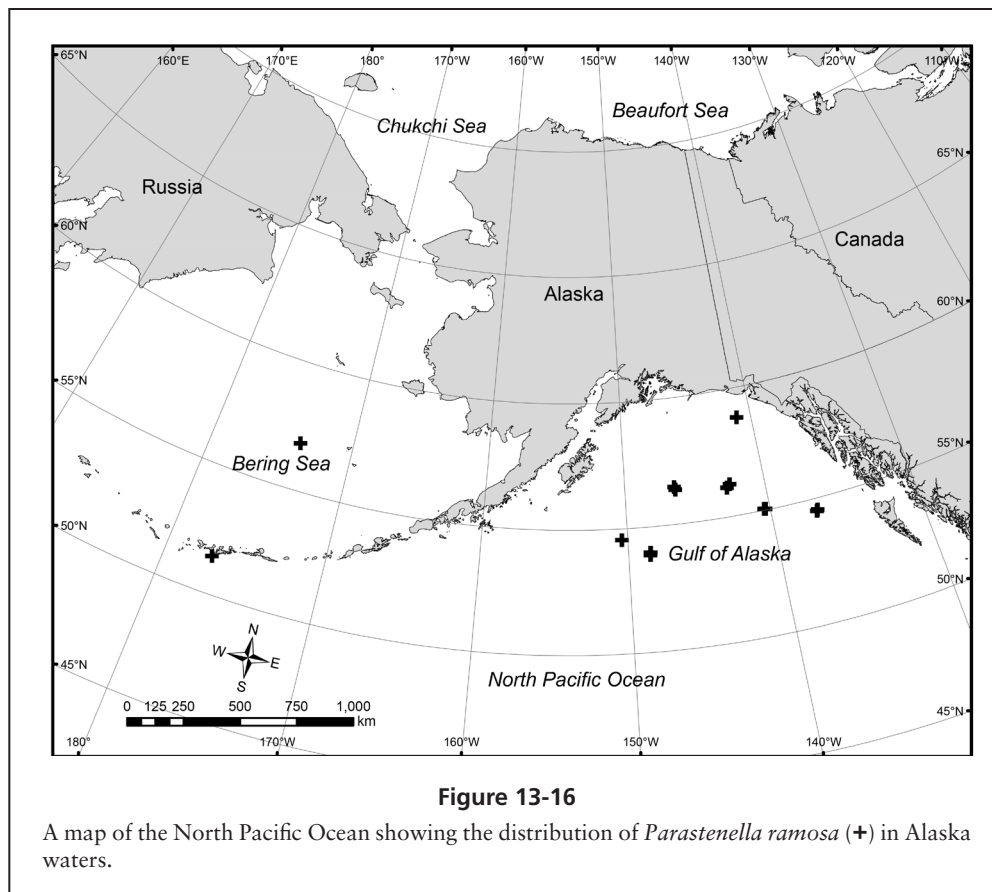 65°N
160°E
170°E
180°
170°W
160°W
150°W
140°W
130°W
120°W
110°W
Beaufort Sea
Chukchi Sea
65°N
Russia
60°N
Canada
Alaska
60°N
55°N
55°N
Bering Sea
50°N
Gulf of Alaska
50°N
N
W
E
S
45°N
North Pacific Ocean
0 125 250 500 750 1,000
km
45°N
180°
170°W
160°W
150°W
140°W
Figure 13-16
A map of the North Pacific Ocean showing the distribution of Parastenella ramosa (+) in Alaska
waters.